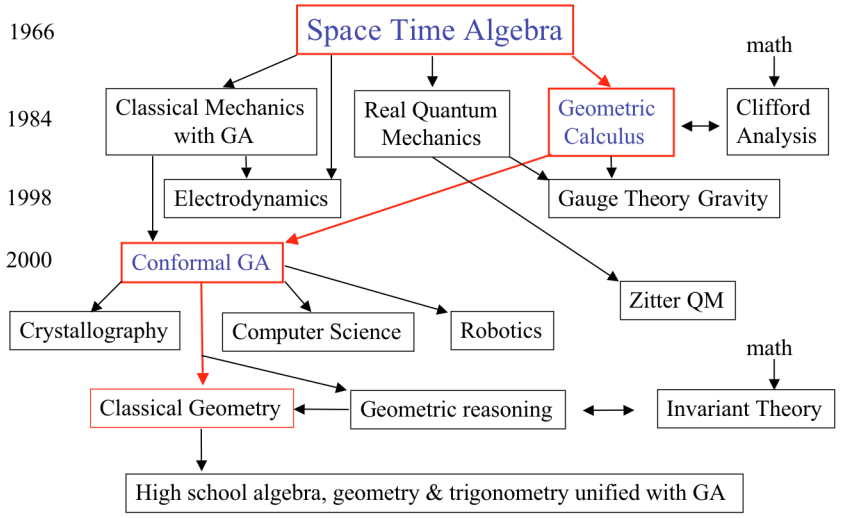 1966
Space Time Algebra
math
1984
Classical Mechanics
with GA
Real Quantum
Mechanics
Geometric
Calculus
Clifford
Analysis
1998
Electrodynamics
Gauge Theory Gravity
2000
Conformal GA
Zitter QM
Crystallography
Computer Science
Robotics
math
Classical Geometry
Geometric reasoning
Invariant Theory
High school algebra, geometry & trigonometry unified with GA